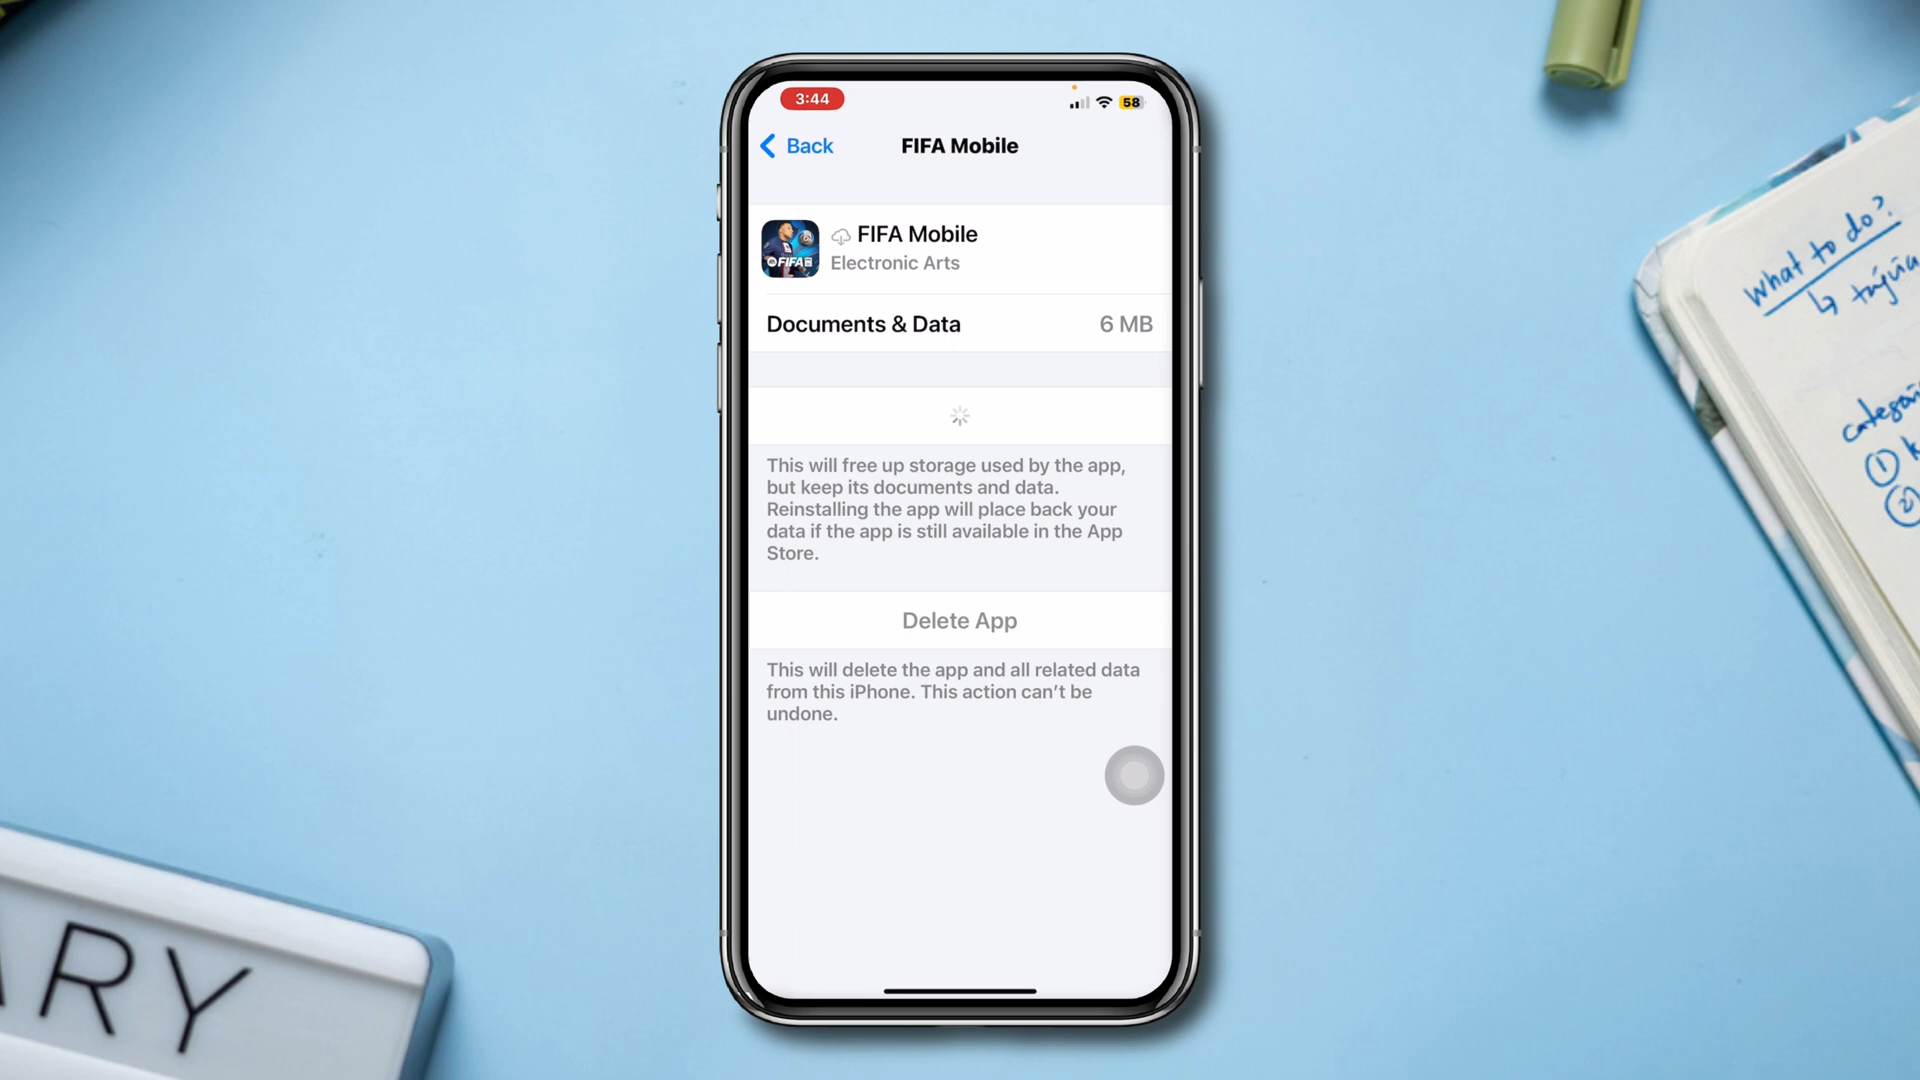 3:44
58
Back
FIFA Mobile
FIFA
FIFA Mobile
Electronic Arts
Documents & Data
6 MB
This will free up storage used by the app,
but keep its documents and data.
Reinstalling the app will place back your
data if the app is still available in the App
Store.
Delete App
This will delete the app and all related data
from this iPhone. This action can’t be
undone.
What to do?
↳
①
②
RY